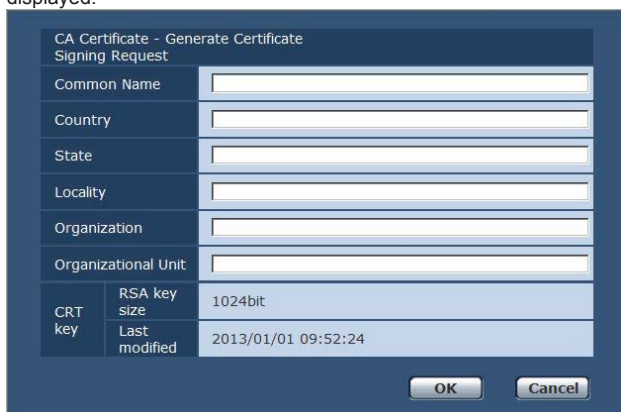 displayed.
CA Certificate - Generate Certificate
Signing Request
Common Name
Country
State
Locality
Organization
Organizational Unit
CRT key
RSA key size
1024bit
Last modified
2013/01/01 09:52:24
OK
Cancel